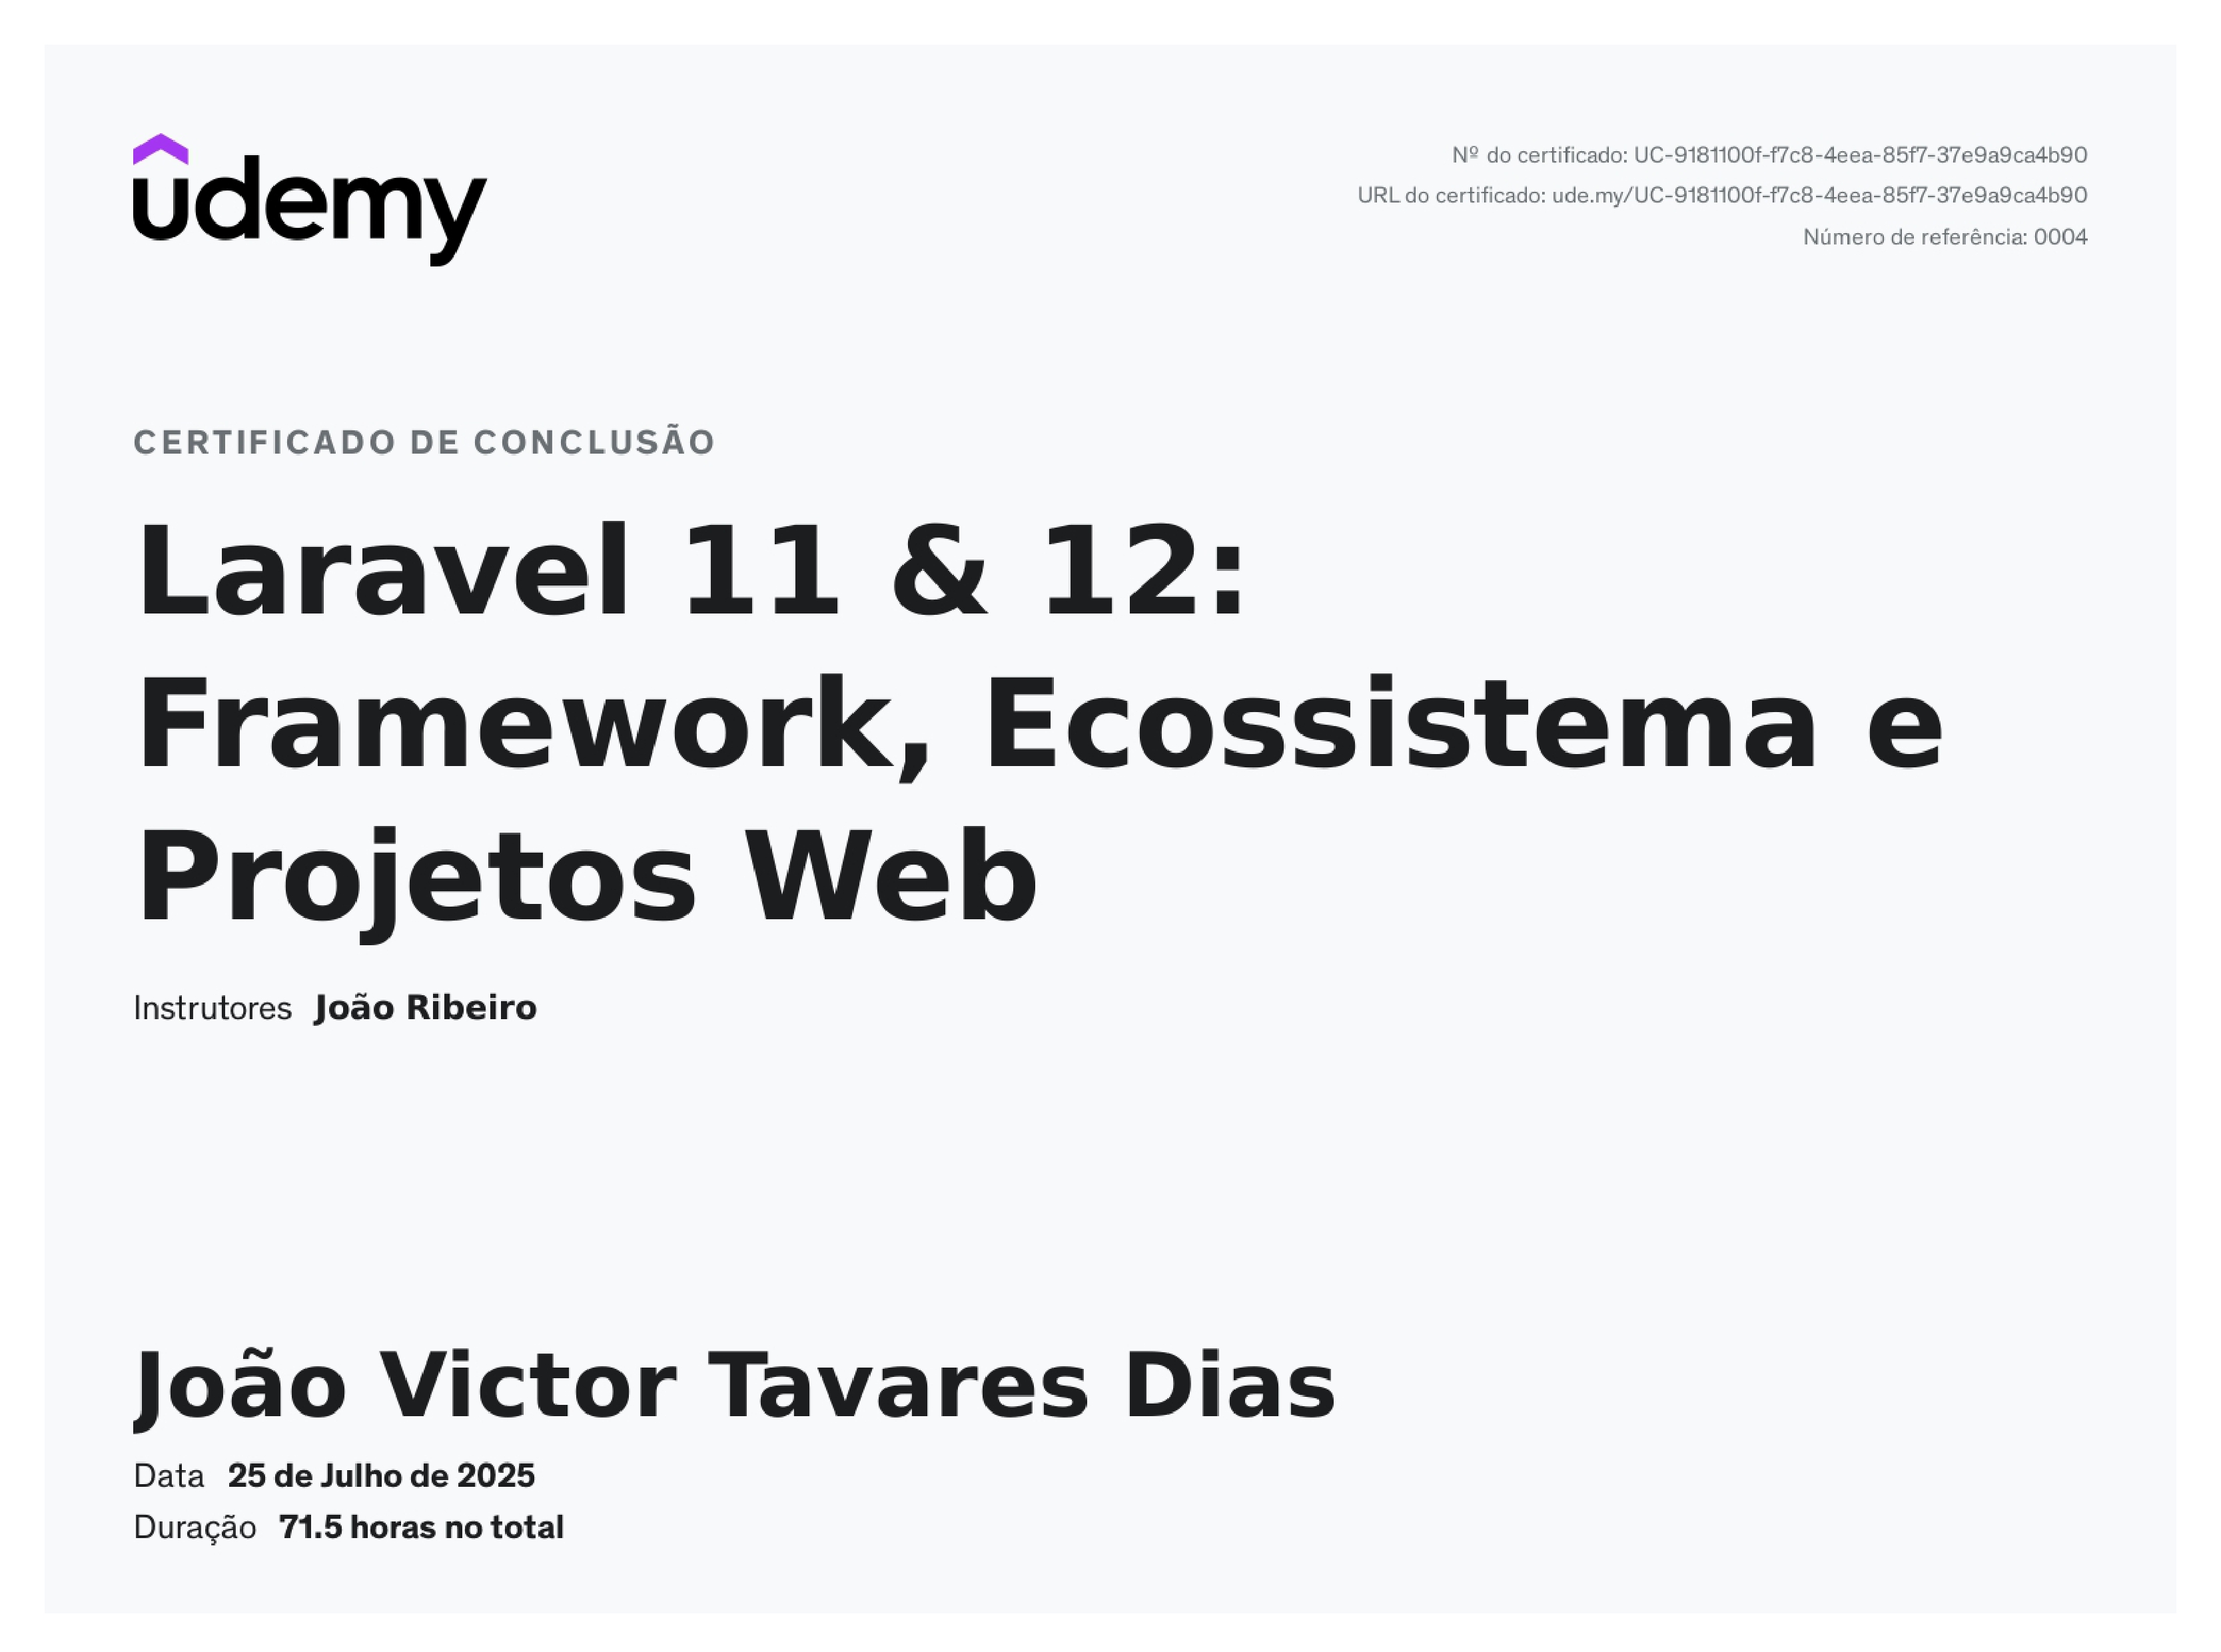 udemy
Nº do certificado: UC-9181100f-f7c8-4eea-85f7-37e9a9ca4b90
URL do certificado: ude.my/UC-9181100f-f7c8-4eea-85f7-37e9a9ca4b90
Número de referência: 0004
CERTIFICADO DE CONCLUSÃO
Laravel 11 & 12:
Framework, Ecossistema e
Projetos Web
Instrutores João Ribeiro
João Victor Tavares Dias
Data 25 de Julho de 2025
Duração 71.5 horas no total